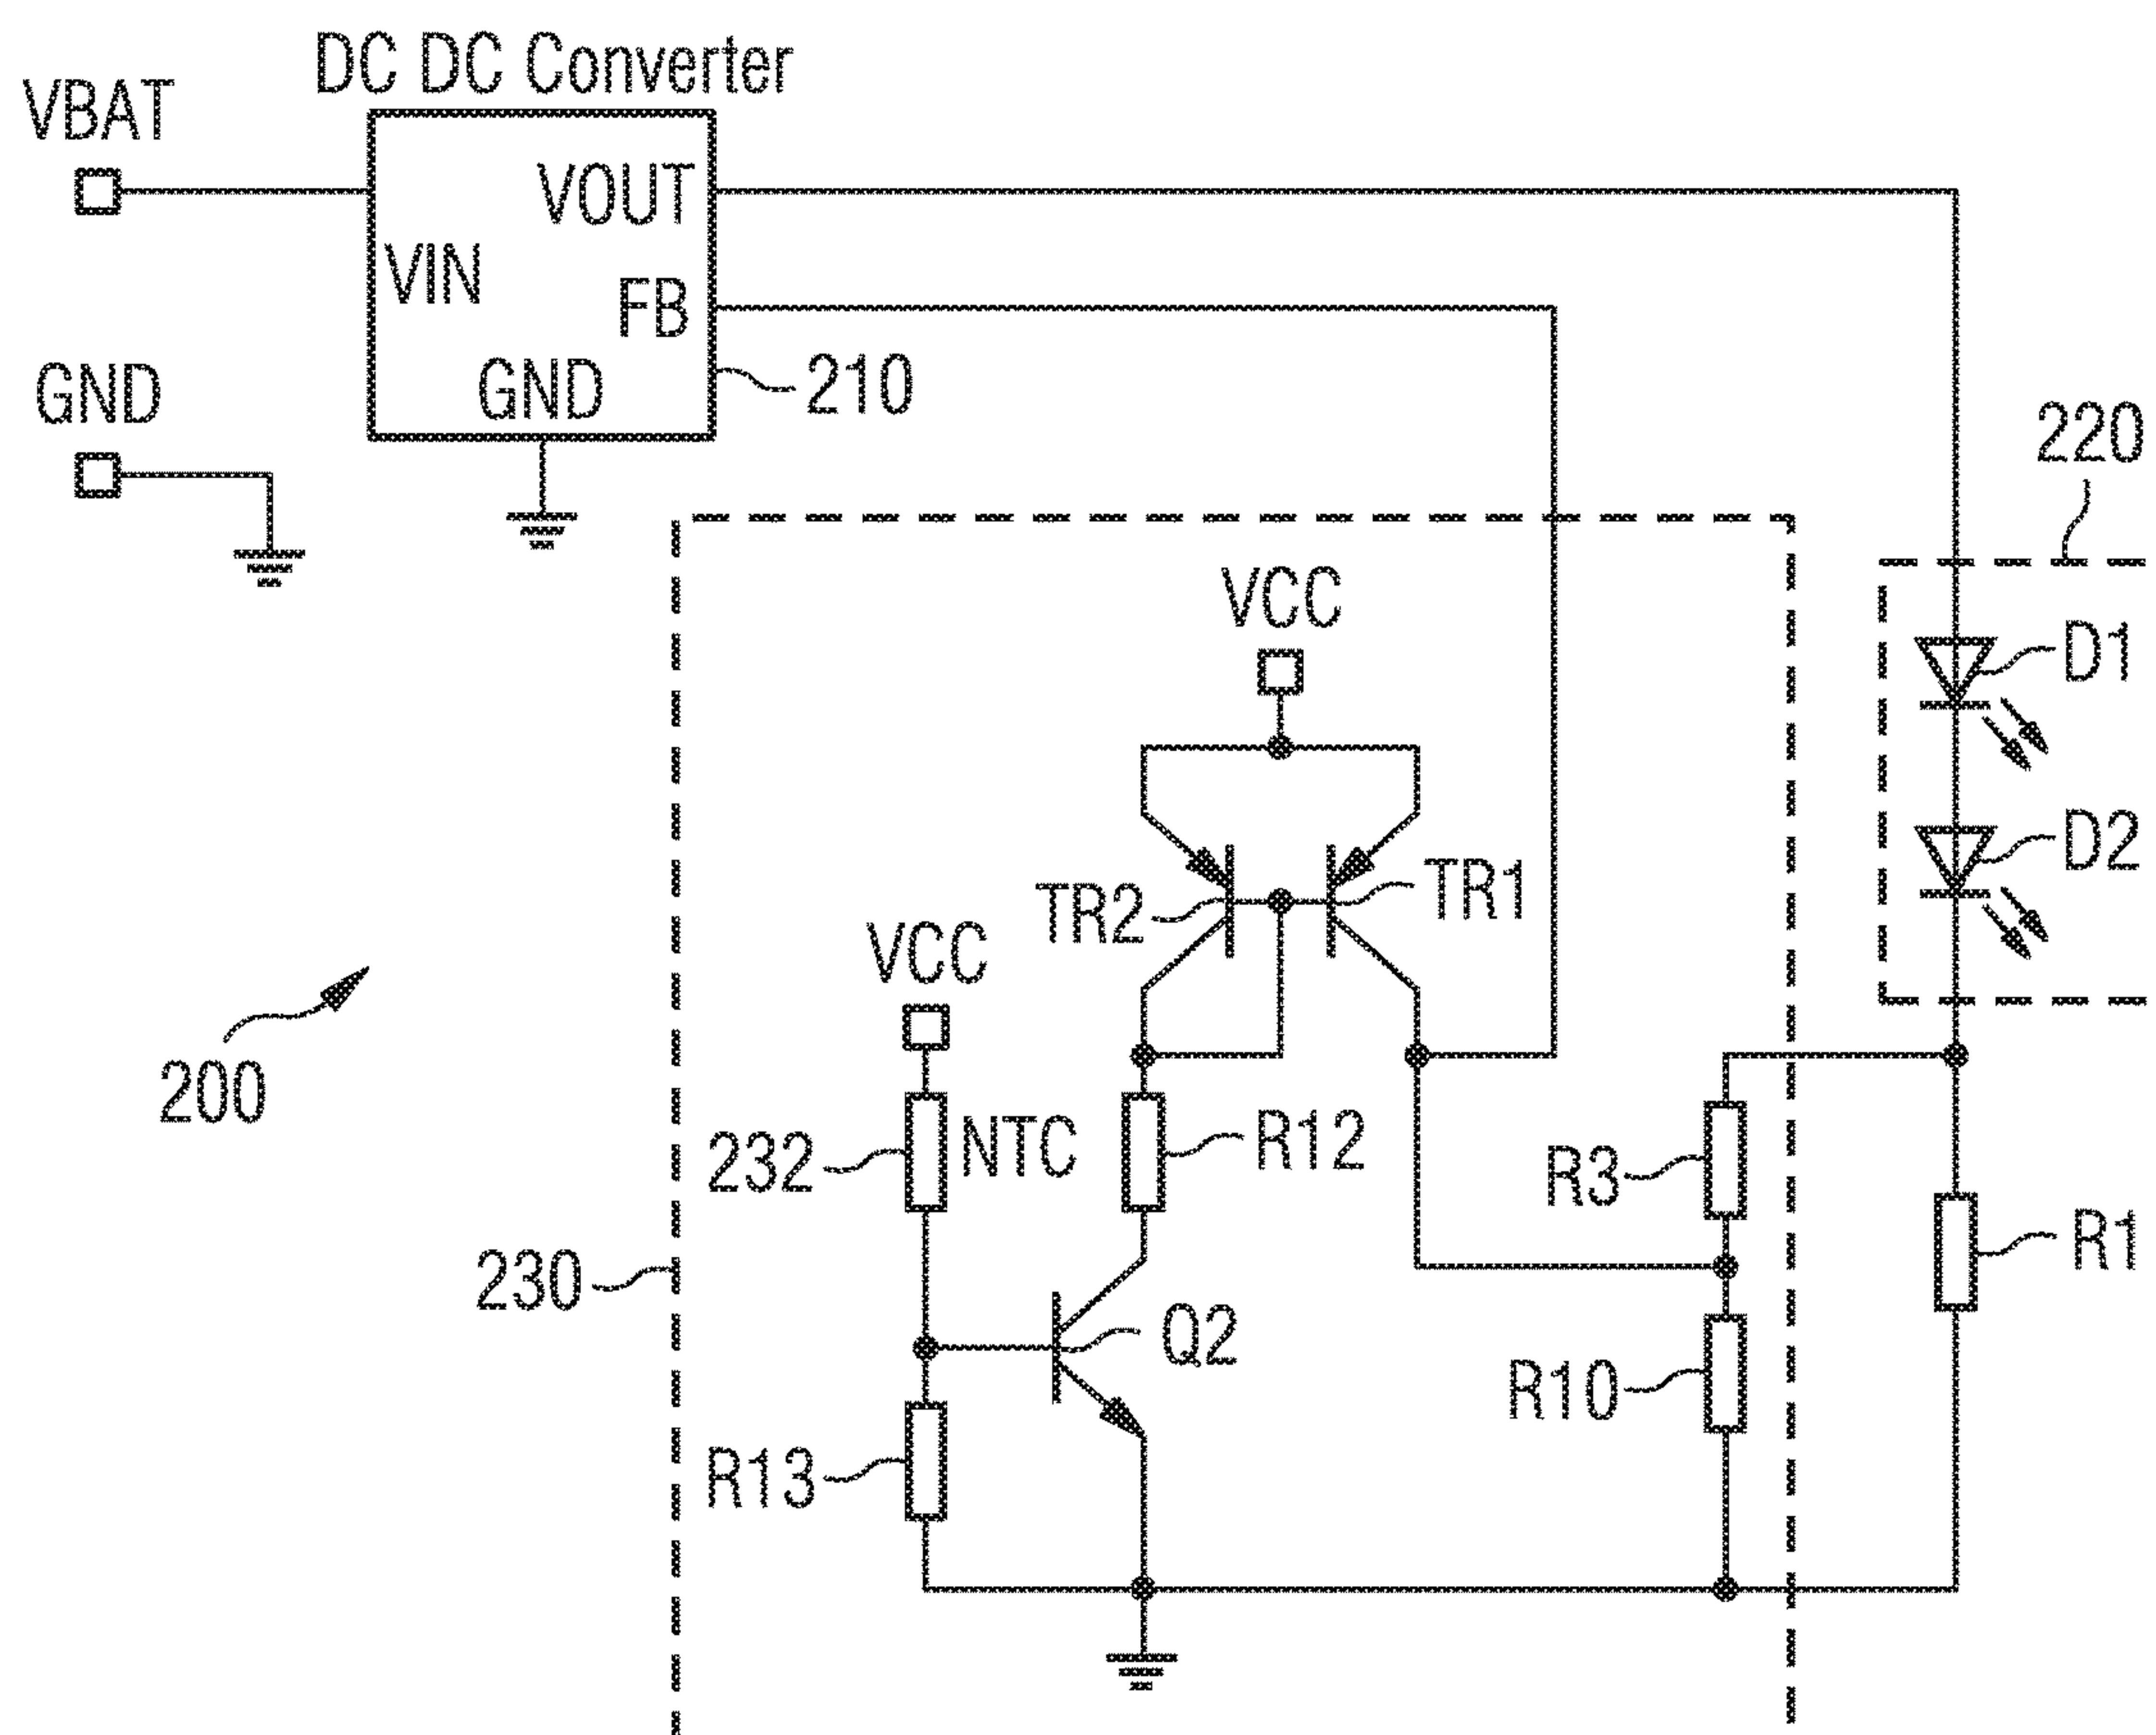 DC DC Converter
VBAT
VOUT
VIN
FB
GND
210
GND
220
VCC
D1
D2
TR2
TR1
VCC
200
232
NTC
R12
R3
R1
230
Q2
R10
R13